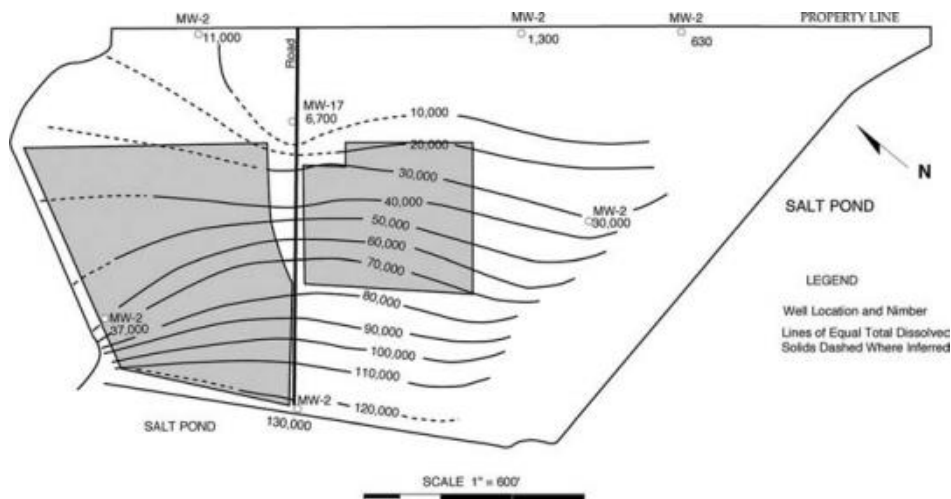 MW-2
MW-2
MW-2
PROPERTY LINE
11,000
1,300
630
Road
MW-17
6,700
10,000
20,000
30,000
40,000
MW-2
30,000
SALT POND
N
50,000
60,000
70,000
80,000
LEGEND
MW-2
37,000
90,000
Well Location and Nimber
Lines of Equal Total Dissolved
Solids Dashed Where Inferred
100,000
110,000
MW-2
120,000
130,000
SALT POND
SCALE 1" = 600'